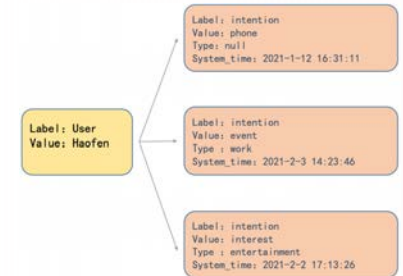 Label: intention
Value: phone
Type: null
System_time: 2021-1-12 16:31:11
Label: User
Value: Haofen
Label: intention
Value: event
Type : work
System_time: 2021-2-3 14:23:46
Label: intention
Value: interest
Type : entertainment
System_time: 2021-2-2 17:13:26